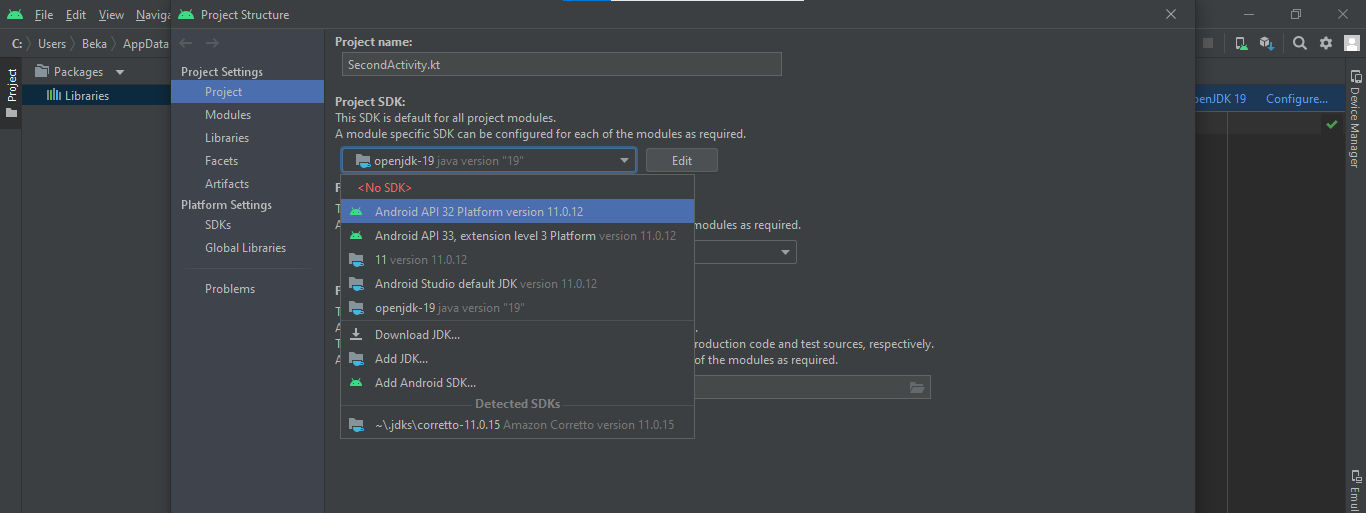 File Edit View Naviga
Project Structure
C: Users Beka AppData
Packages
Libraries
Project
Project Settings
Project
Modules
Libraries
Facets
Artifacts
Platform Settings
SDKs
Global Libraries
Problems
Project name:
SecondActivity.kt
Project SDK:
This SDK is default for all project modules.
A module specific SDK can be configured for each of the modules as required.
openjdk-19 java version "19"
Edit
<No SDK>
Android API 32 Platform version 11.0.12
Android API 33, extension level 3 Platform version 11.0.12
11 version 11.0.12
Android Studio default JDK version 11.0.12
openjdk-19 java version "19"
Download JDK...
Add JDK...
Add Android SDK...
Detected SDKs
~\.jdks\corretto-11.0.15 Amazon Corretto version 11.0.15
modules as required.
roduction code and test sources, respectively.
of the modules as required.
penJDK 19 Configure...
Device Manager
Emul